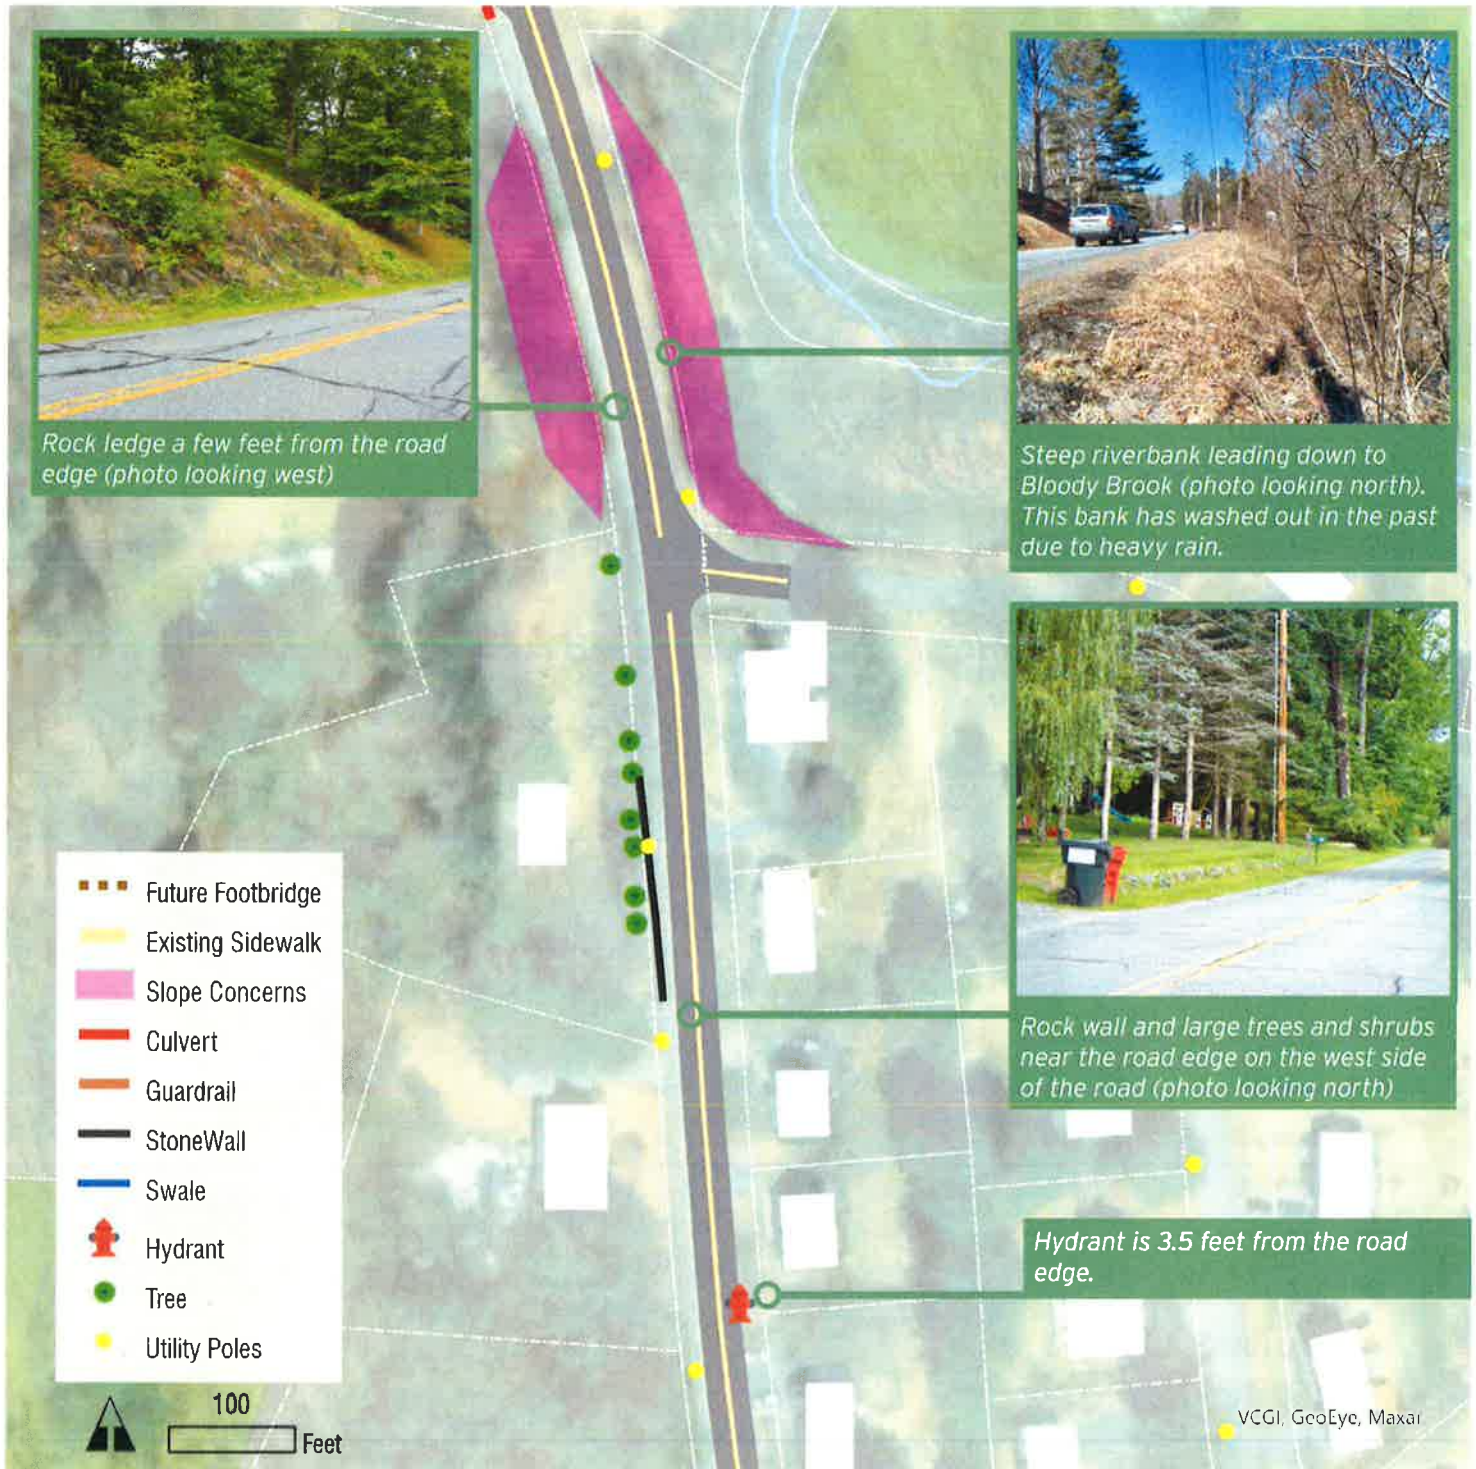 Rock ledge a few feet from the road
edge (photo looking west)
Steep riverbank leading down to
Bloody Brook (photo looking north).
This bank has washed out in the past
due to heavy rain.
Rock wall and large trees and shrubs
near the road edge on the west side
of the road (photo looking north)
Hydrant is 3.5 feet from the road
edge.
Future Footbridge
Existing Sidewalk
Slope Concerns
Culvert
Guardrail
StoneWall
Swale
Hydrant
Tree
Utility Poles
100
Feet
VCGI, GeoEye, Maxar